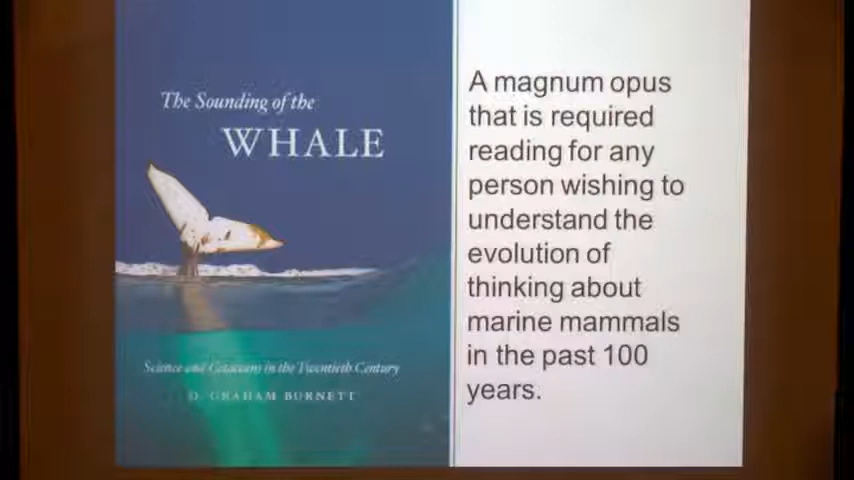 The Sounding of the
WHALE
Science and Cetaceans in the Twentieth Century
D. GRAHAM BURNETT
A magnum opus
that is required
reading for any
person wishing to
understand the
evolution of
thinking about
marine mammals
in the past 100
years.